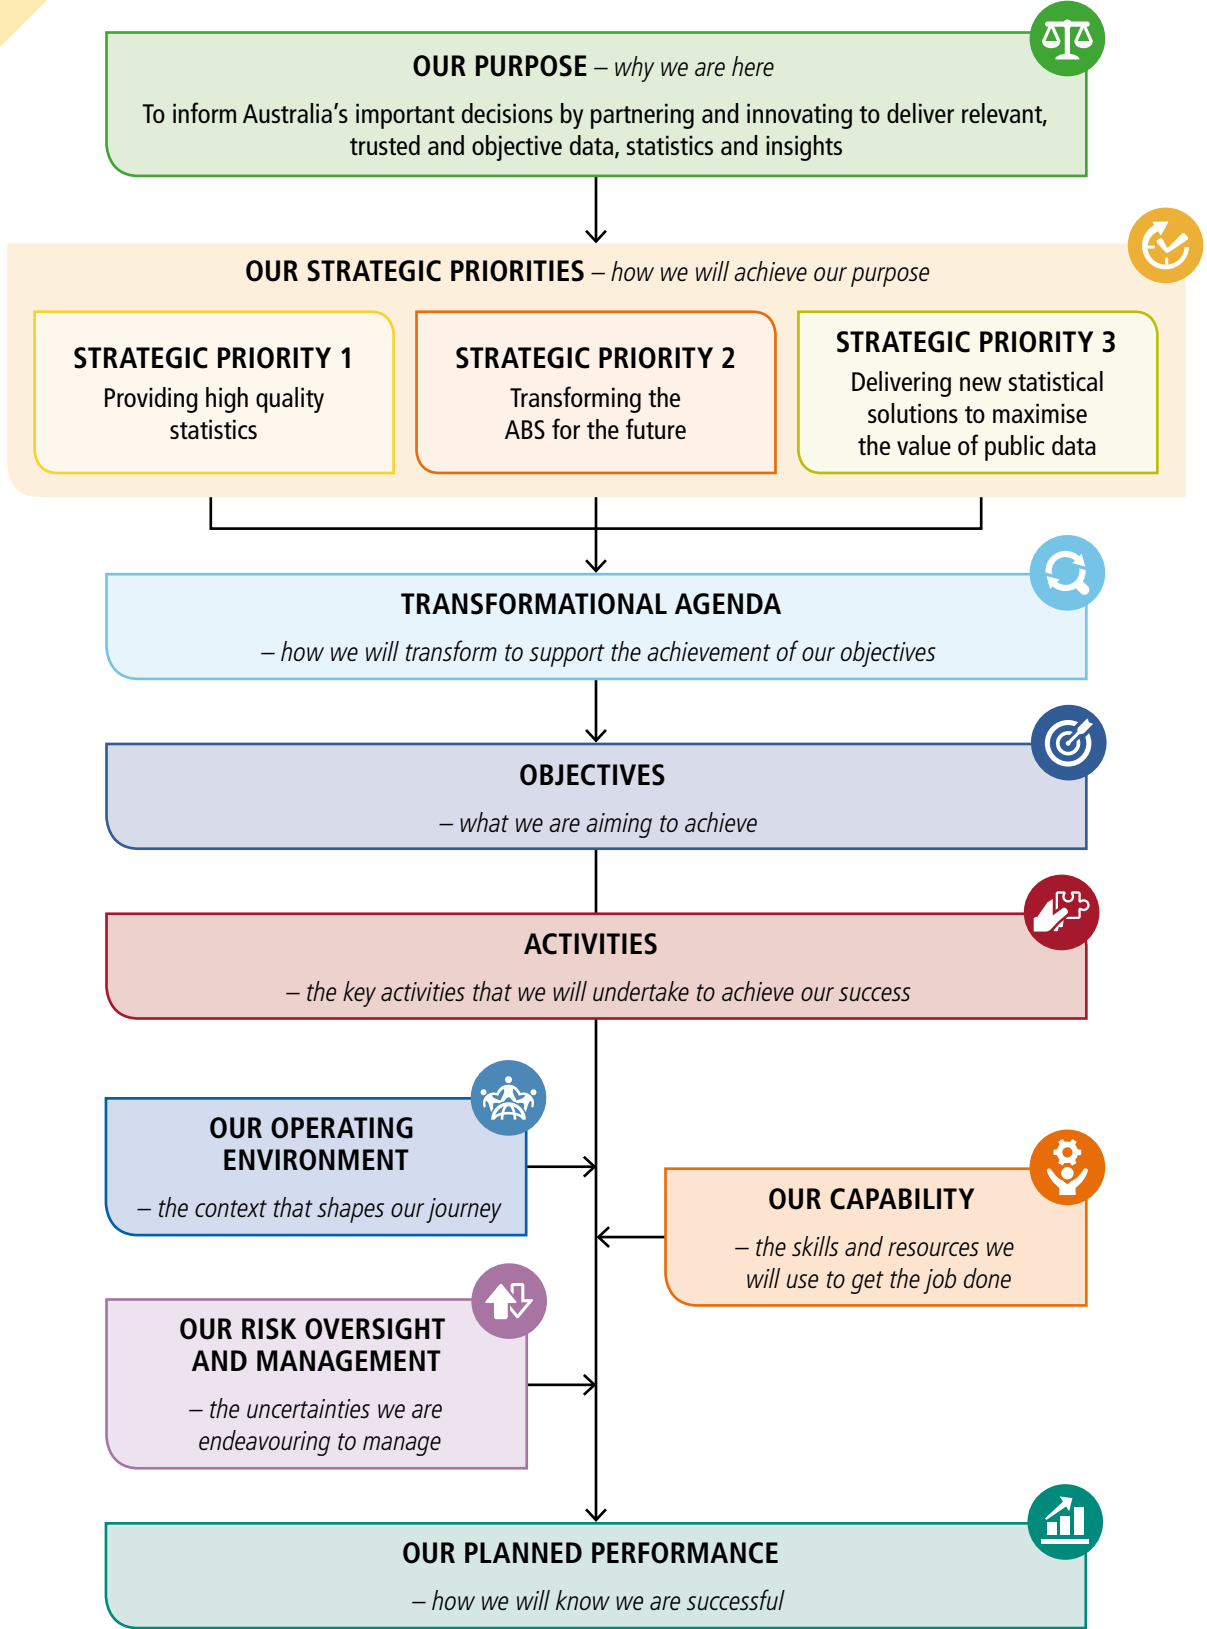 OUR PURPOSE – why we are here
To inform Australia’s important decisions by partnering and innovating to deliver relevant,
trusted and objective data, statistics and insights
OUR STRATEGIC PRIORITIES – how we will achieve our purpose
STRATEGIC PRIORITY 1
Providing high quality
statistics
STRATEGIC PRIORITY 2
Transforming the
ABS for the future
STRATEGIC PRIORITY 3
Delivering new statistical
solutions to maximise
the value of public data
TRANSFORMATIONAL AGENDA
– how we will transform to support the achievement of our objectives
OBJECTIVES
– what we are aiming to achieve
ACTIVITIES
– the key activities that we will undertake to achieve our success
OUR OPERATING
ENVIRONMENT
– the context that shapes our journey
OUR CAPABILITY
– the skills and resources we
will use to get the job done
OUR RISK OVERSIGHT
AND MANAGEMENT
– the uncertainties we are
endeavouring to manage
OUR PLANNED PERFORMANCE
– how we will know we are successful